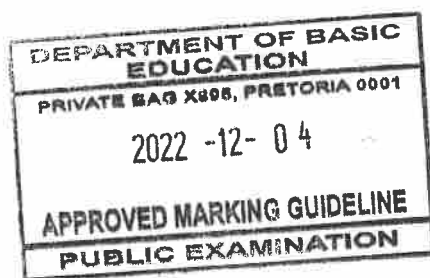 DEPARTMENT OF BASIC
EDUCATION
PRIVATE BAG X895, PRETORIA 0001
2022 -12- 04
APPROVED MARKING GUIDELINE
PUBLIC EXAMINATION